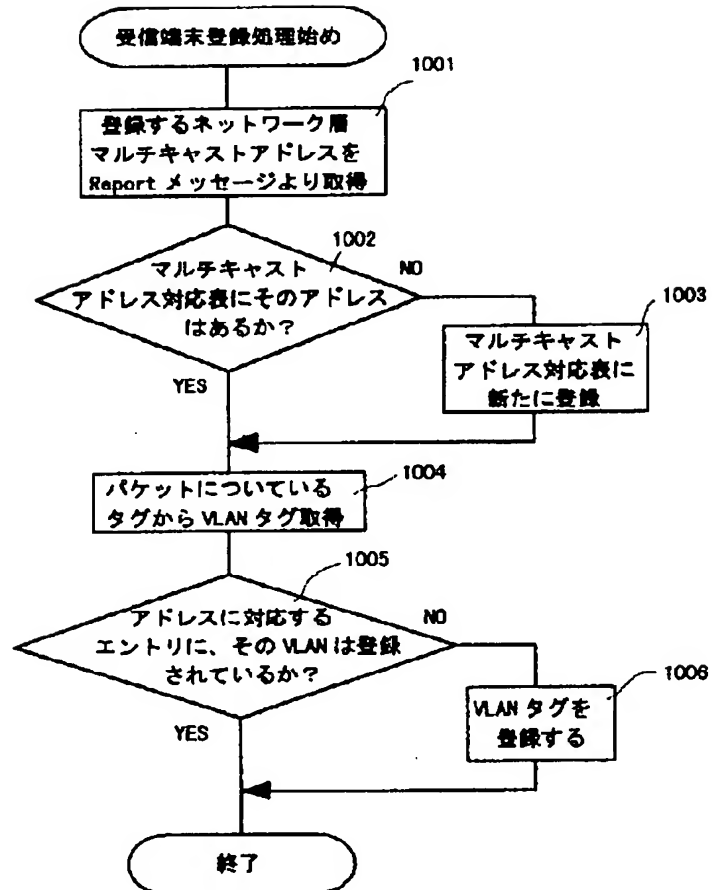 受信端末登録処理始め
1001
登録するネットワーク層
マルチキャストアドレスを
Report メッセージより取得
1002
マルチキャスト
アドレス対応表にそのアドレス
はあるか?
NO
1003
マルチキャスト
アドレス対応表に
新たに登録
YES
1004
パケットについている
タグから VLAN タグ取得
1005
アドレスに対応する
エントリに、その VLAN は登録
されているか?
NO
1006
VLAN タグを
登録する
YES
終了